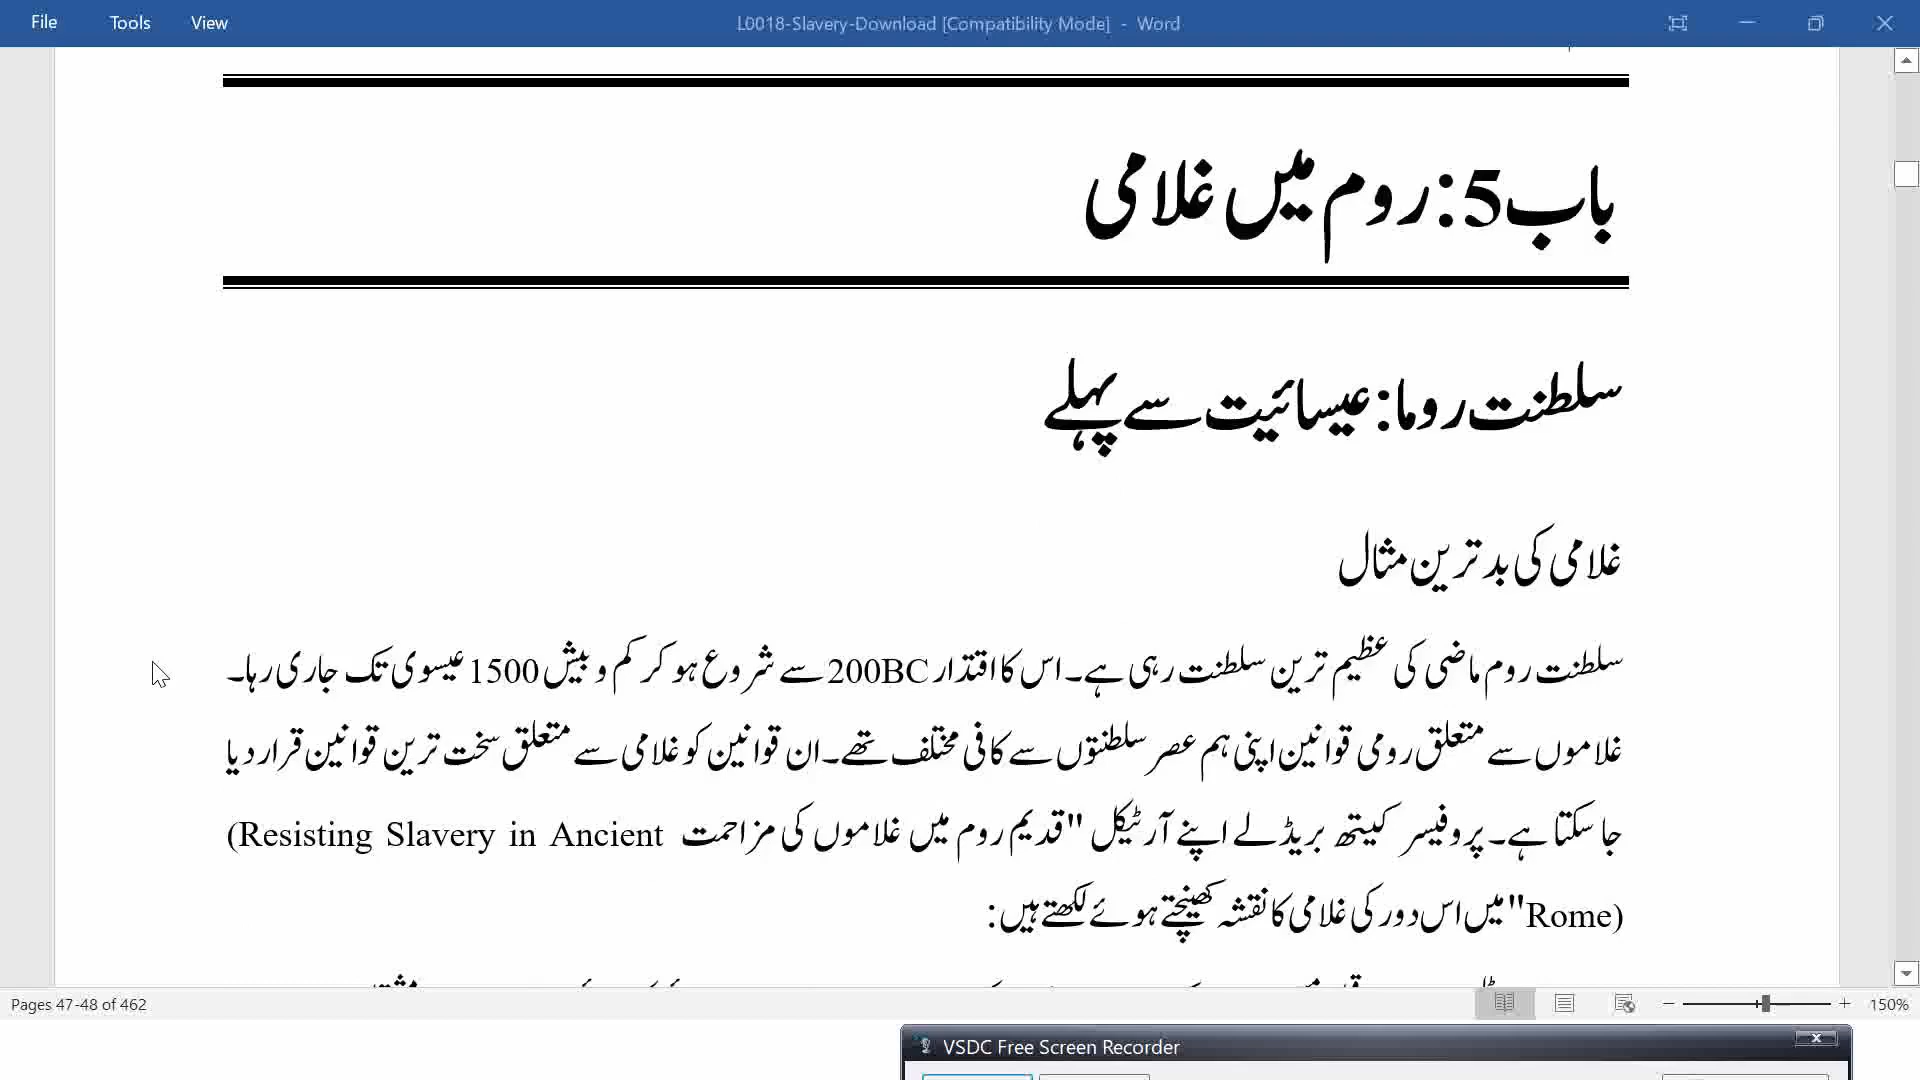 File Tools View L0018-Slavery-Download [Compatibility Mode] - Word
باب 5: روم میں غلامی
سلطنت روما: عیسائیت سے پہلے
غلامی کی بد ترین مثال
سلطنت روم ماضی کی عظیم ترین سلطنت رہی ہے۔ اس کا اقتدار 200BC سے شروع ہو کر کم و بیش 1500 عیسوی تک جاری رہا۔
غلاموں سے متعلق رومی قوانین اپنی ہم عصر سلطنتوں سے کافی مختلف تھے۔ ان قوانین کو غلامی سے متعلق سخت ترین قوانین قرار دیا
جا سکتا ہے۔ پروفیسر کیتھ بریڈلے اپنے آرٹیکل "قدیم روم میں غلاموں کی مزاحمت (Resisting Slavery in Ancient
Rome)" میں اس دور کی غلامی کا نقشہ کھینچتے ہوئے لکھتے ہیں:
Pages 47-48 of 462
150%
VSDC Free Screen Recorder